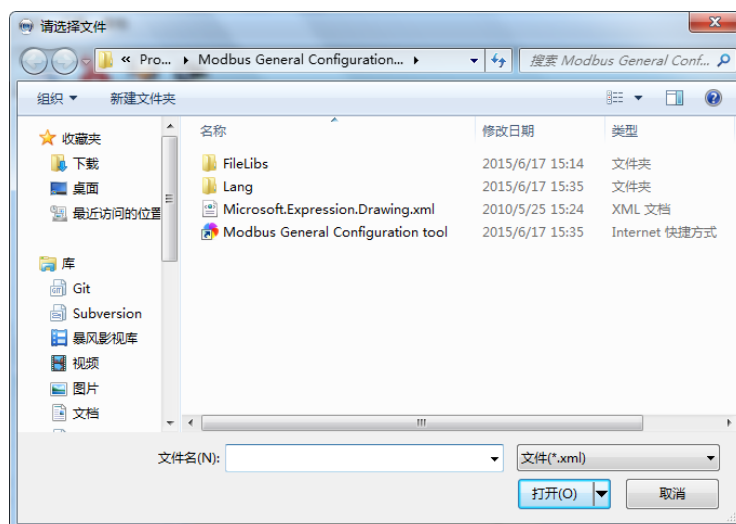 请选择文件
« Pro... ▸ Modbus General Configuration... ▸ 搜索 Modbus General Conf...
组织 新建文件夹
名称 修改日期 类型
收藏夹
下载
桌面
最近访问的位置
库
Git
Subversion
暴风影视库
视频
图片
文档
FileLibs 2015/6/17 15:14 文件夹
Lang 2015/6/17 15:35 文件夹
Microsoft.Expression.Drawing.xml 2010/5/25 15:24 XML 文档
Modbus General Configuration tool 2015/6/17 15:35 Internet 快捷方式
文件名(N): 文件(*.xml)
打开(O) 取消